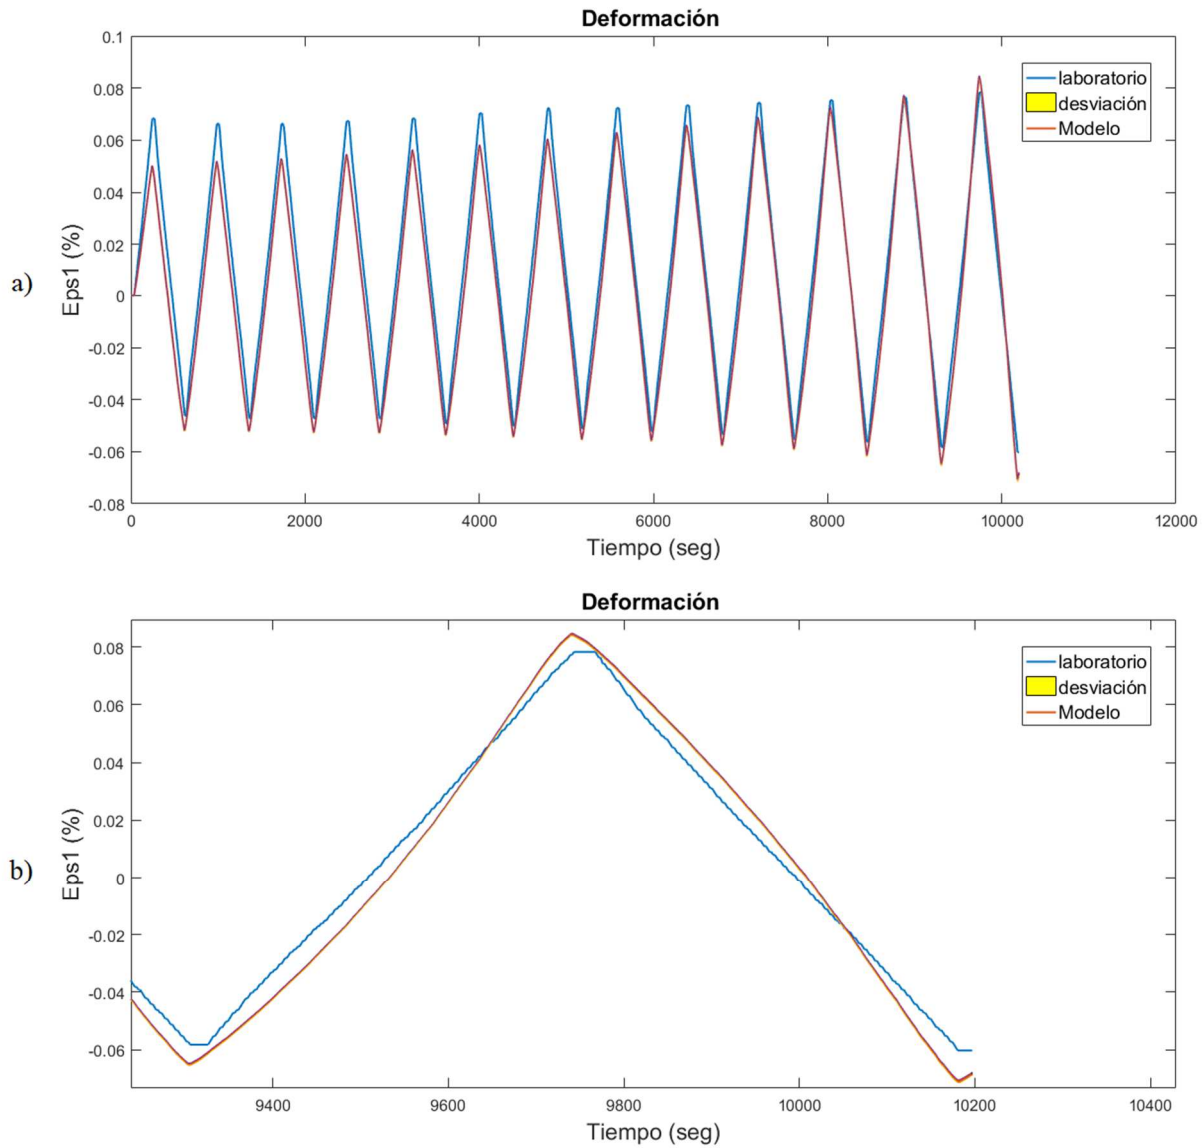 Deformación
0.1
0.08
0.06
0.04
0.02
0
-0.02
-0.04
-0.06
-0.08
Eps1 (%)
a)
laboratorio
desviación
Modelo
0 2000 4000 6000 8000 10000 12000
Tiempo (seg)
Deformación
0.08
0.06
0.04
0.02
0
-0.02
-0.04
-0.06
Eps1 (%)
b)
laboratorio
desviación
Modelo
9400 9600 9800 10000 10200 10400
Tiempo (seg)